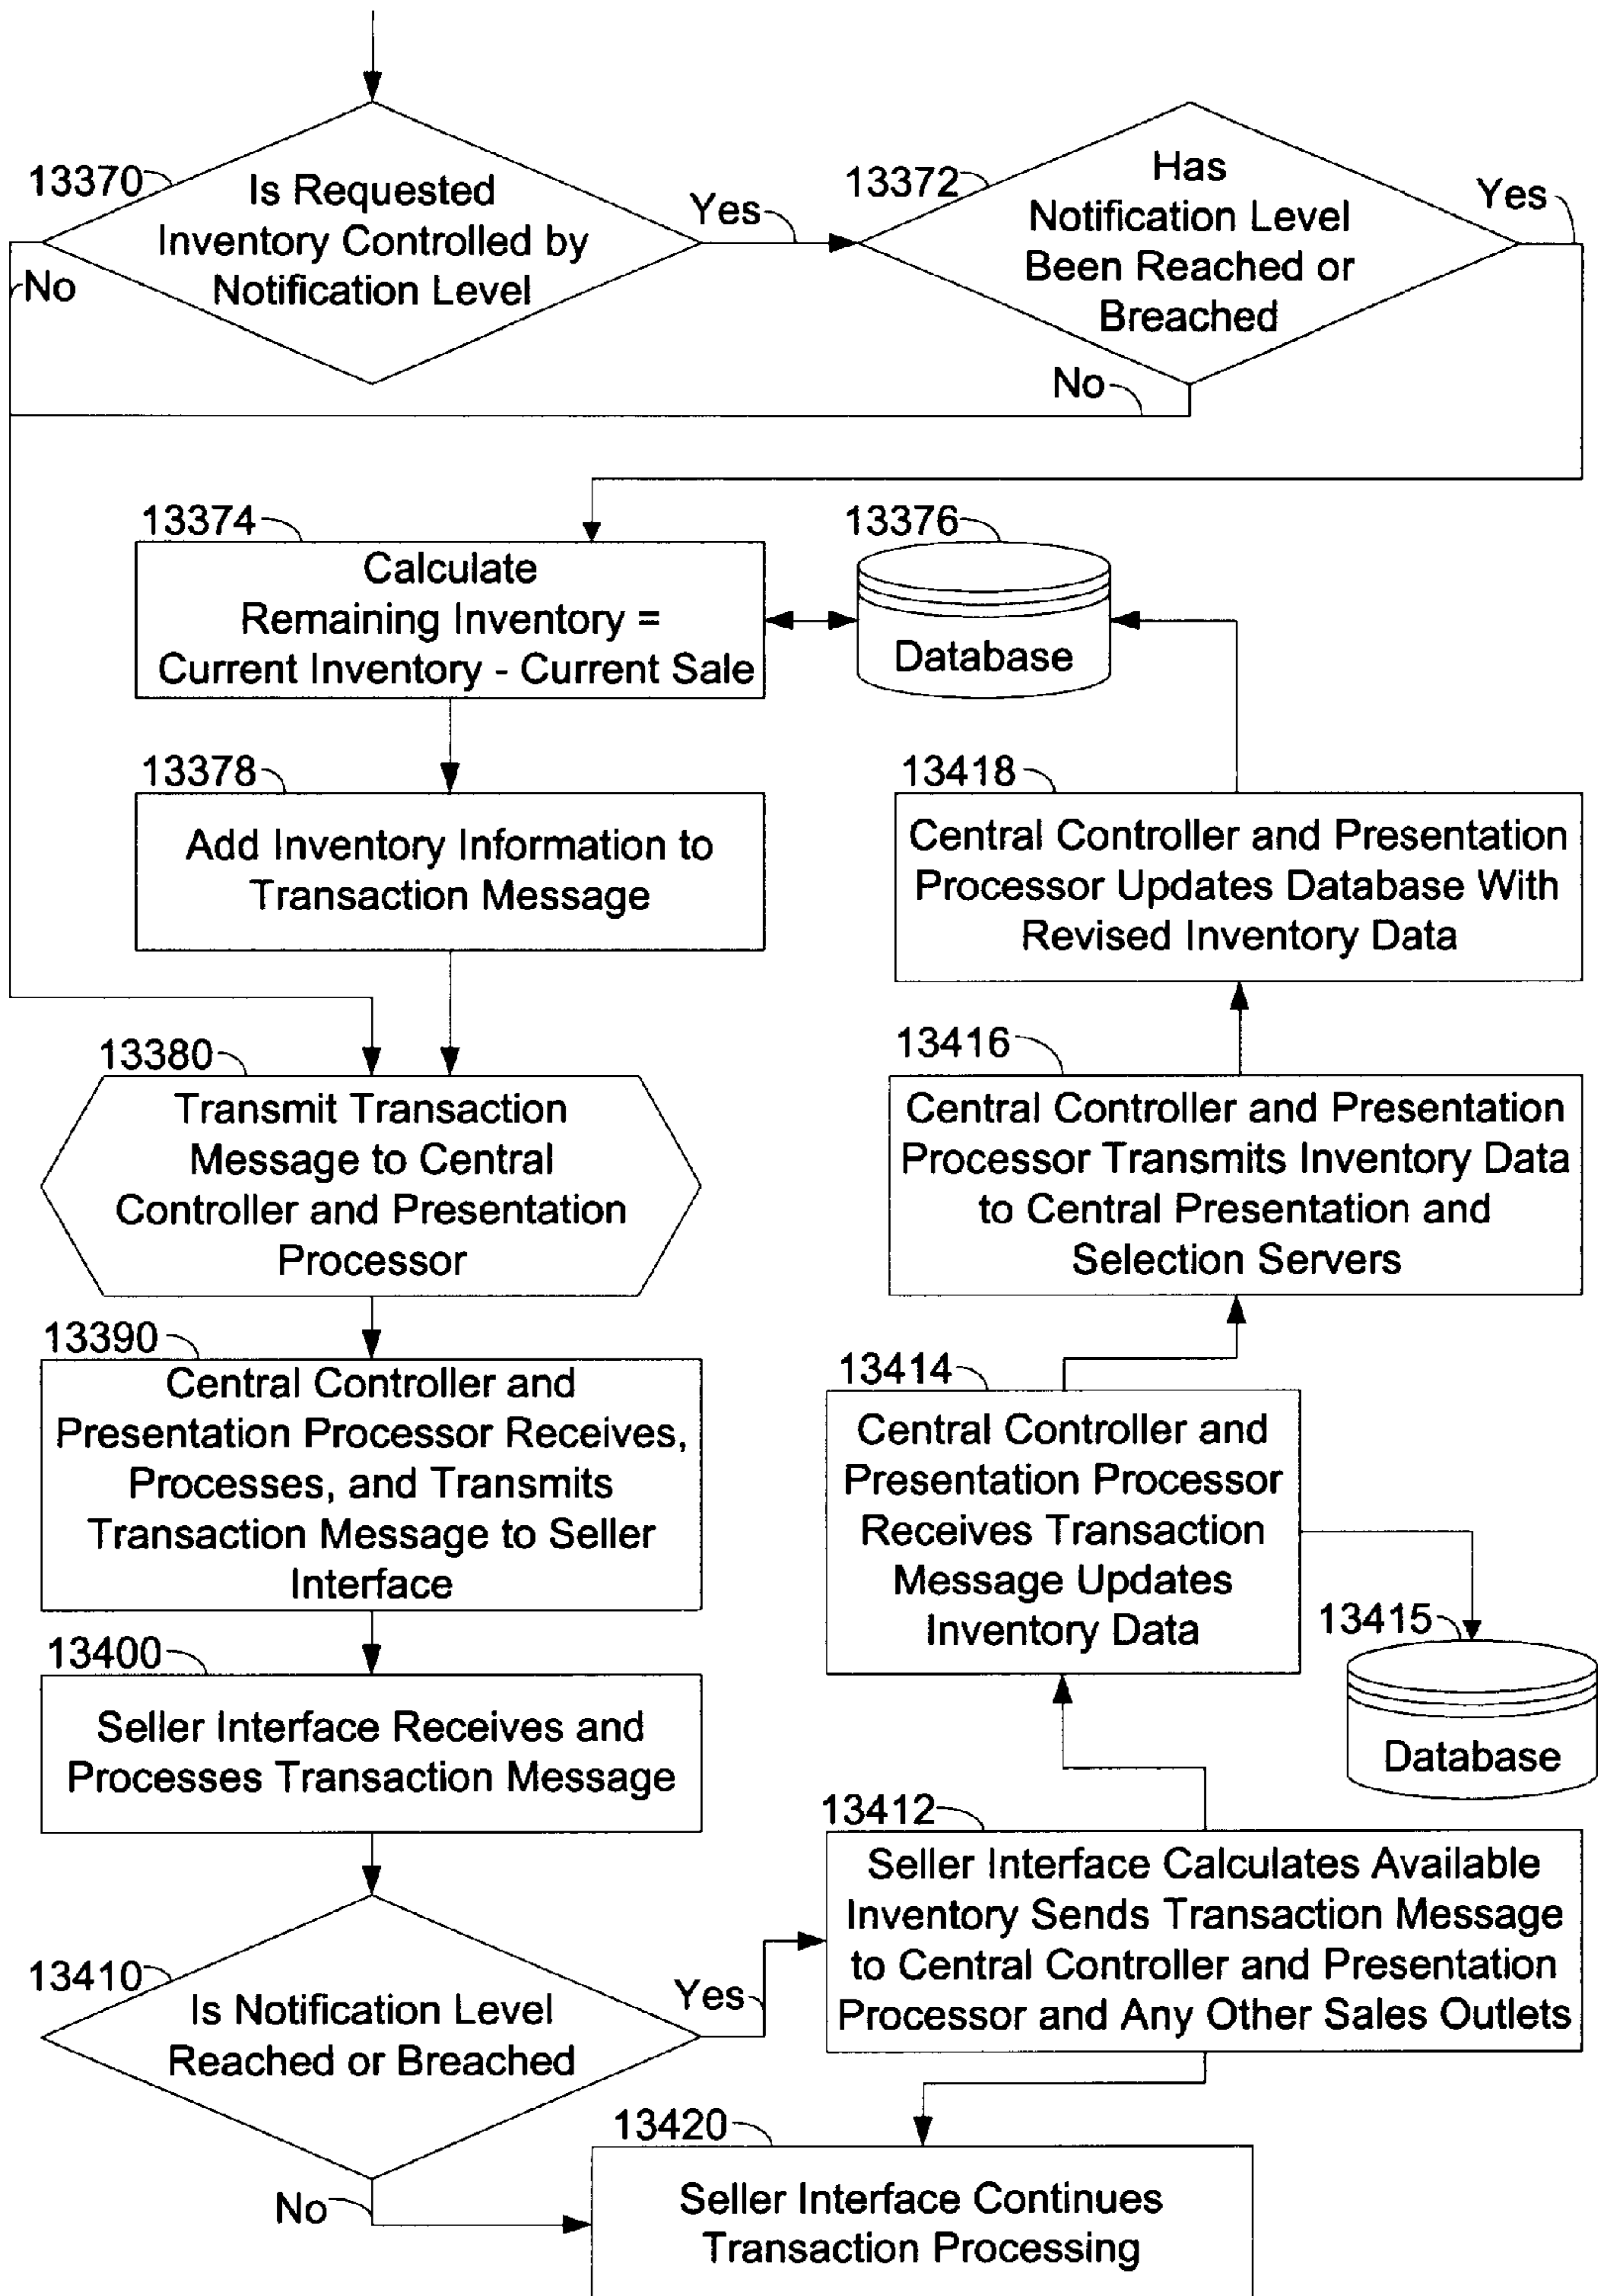 13370
Is Requested
Inventory Controlled by
Notification Level
Yes
No
13372
Has
Notification Level
Been Reached or
Breached
Yes
No
13374
Calculate
Remaining Inventory =
Current Inventory - Current Sale
13376
Database
13378
Add Inventory Information to
Transaction Message
13418
Central Controller and Presentation
Processor Updates Database With
Revised Inventory Data
13380
Transmit Transaction
Message to Central
Controller and Presentation
Processor
13416
Central Controller and Presentation
Processor Transmits Inventory Data
to Central Presentation and
Selection Servers
13390
Central Controller and
Presentation Processor Receives,
Processes, and Transmits
Transaction Message to Seller
Interface
13414
Central Controller and
Presentation Processor
Receives Transaction
Message Updates
Inventory Data
13415
Database
13400
Seller Interface Receives and
Processes Transaction Message
13412
Seller Interface Calculates Available
Inventory Sends Transaction Message
to Central Controller and Presentation
Processor and Any Other Sales Outlets
13410
Is Notification Level
Reached or Breached
Yes
No
13420
Seller Interface Continues
Transaction Processing